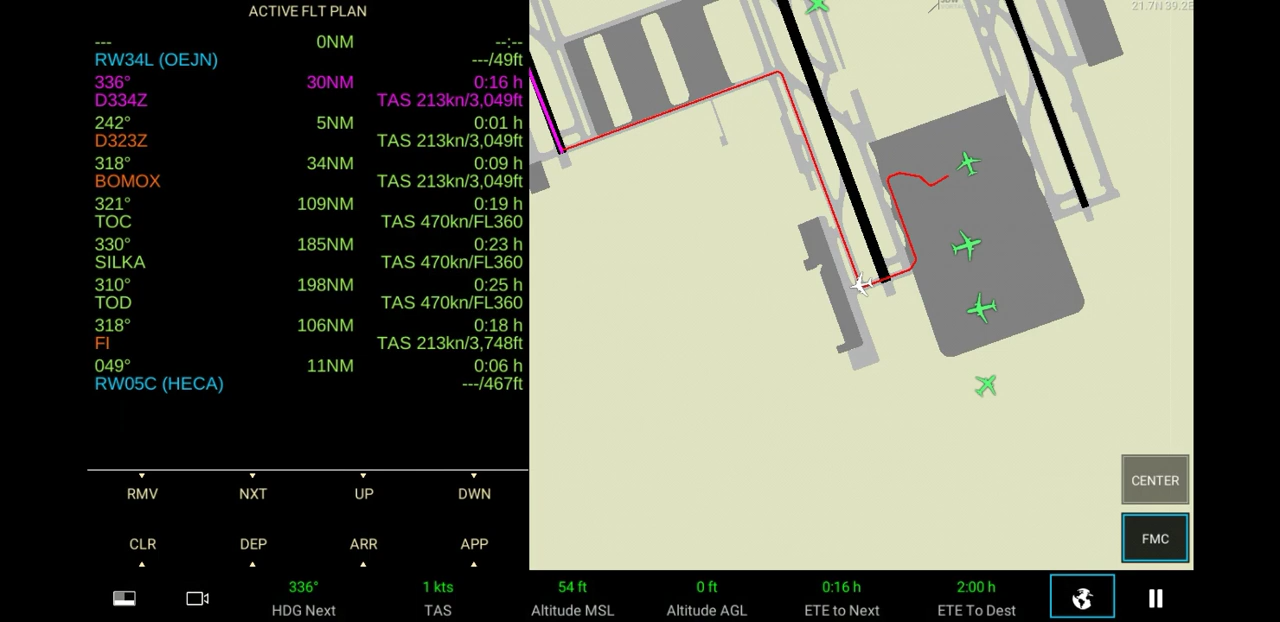 ACTIVE FLT PLAN
--- 0NM --:--
RW34L (OEJN) ---/49ft
336° 30NM 0:16 h
D334Z TAS 213kn/3,049ft
242° 5NM 0:01 h
D323Z TAS 213kn/3,049ft
318° 34NM 0:09 h
BOMOX TAS 213kn/3,049ft
321° 109NM 0:19 h
TOC TAS 470kn/FL360
330° 185NM 0:23 h
SILKA TAS 470kn/FL360
310° 198NM 0:25 h
TOD TAS 470kn/FL360
318° 106NM 0:18 h
FI TAS 213kn/3,748ft
049° 11NM 0:06 h
RW05C (HECA) ---/467ft
RMV NXT UP DWN
CLR DEP ARR APP
21.7N 39.2E
CENTER
FMC
336° 1 kts 54 ft 0 ft 0:16 h 2:00 h
HDG Next TAS Altitude MSL Altitude AGL ETE to Next ETE To Dest